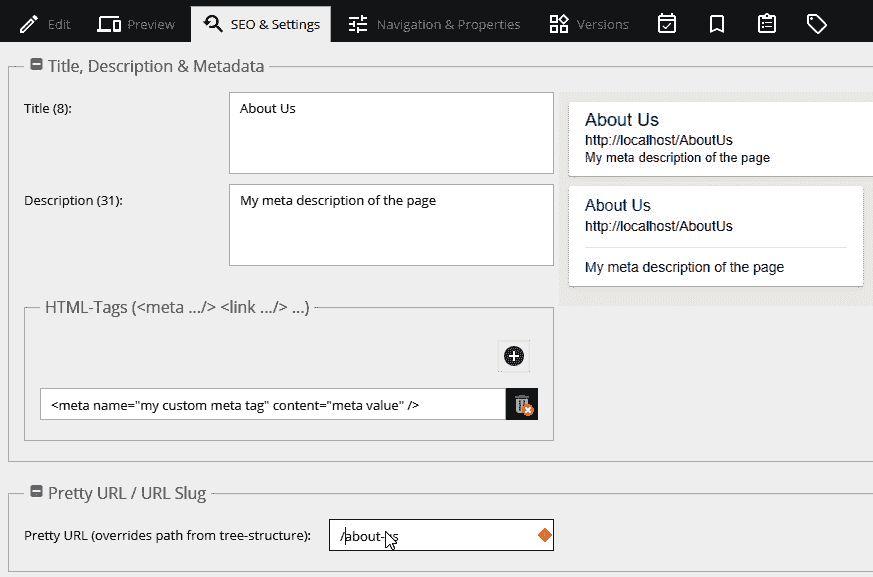 Edit Preview SEO & Settings Navigation & Properties Versions
Title, Description & Metadata
Title (8):
About Us
Description (31):
My meta description of the page
About Us
http://localhost/AboutUs
My meta description of the page
About Us
http://localhost/AboutUs
My meta description of the page
HTML-Tags (<meta .../> <link .../> ...)
<meta name="my custom meta tag" content="meta value" />
Pretty URL / URL Slug
Pretty URL (overrides path from tree-structure):
/about-us